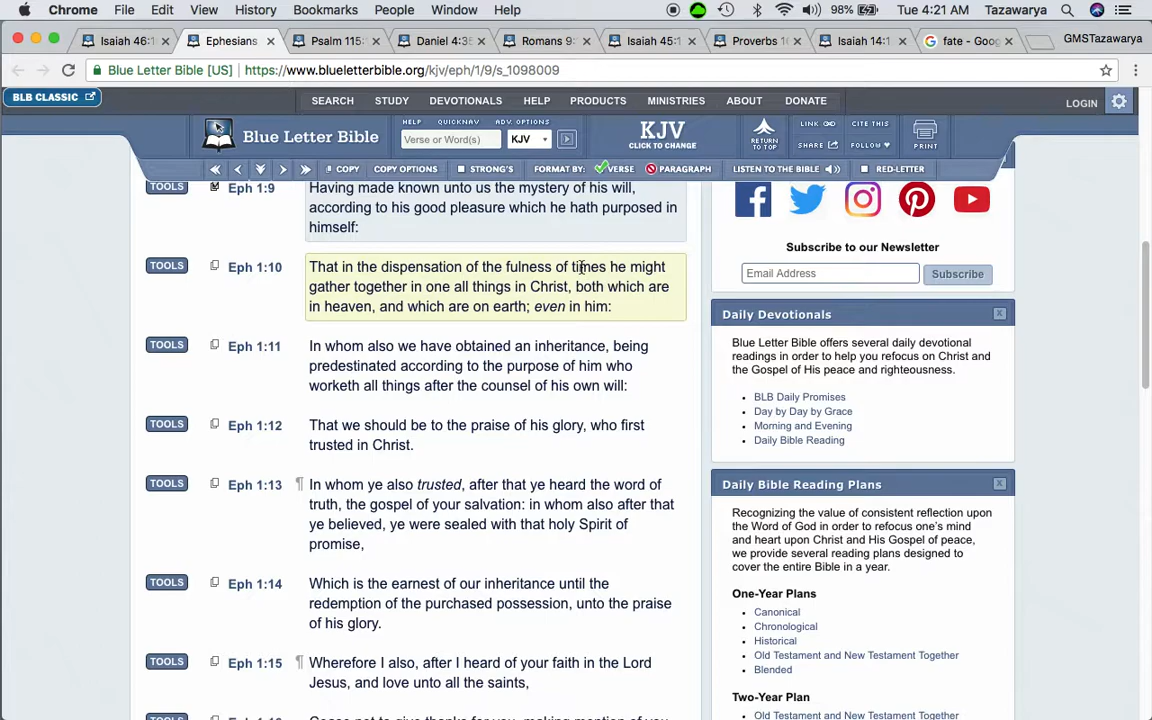 Chrome File Edit View History Bookmarks People Window Help 98% Tue 4:21 AM Tazawarya
Isaiah 46:1 Ephesians Psalm 115: Daniel 4:35 Romans 9: Isaiah 45:1 Proverbs 16 Isaiah 14:1 fate - Goog GMSTazawarya
Blue Letter Bible [US] https://www.blueletterbible.org/kjv/eph/1/9/s_1098009
BLB CLASSIC SEARCH STUDY DEVOTIONALS HELP PRODUCTS MINISTRIES ABOUT DONATE LOGIN
HELP QUICKNAV ADV. OPTIONS
Blue Letter Bible Verse or Word(s) KJV
KJV
CLICK TO CHANGE
RETURN
TO TOP
LINK CITE THIS
SHARE FOLLOW PRINT
COPY COPY OPTIONS STRONG'S FORMAT BY: VERSE PARAGRAPH LISTEN TO THE BIBLE RED-LETTER
Eph 1:9 Having made known unto us the mystery of his will,
according to his good pleasure which he hath purposed in
himself:
TOOLS Eph 1:10 That in the dispensation of the fulness of times he might
gather together in one all things in Christ, both which are
in heaven, and which are on earth; even in him:
TOOLS Eph 1:11 In whom also we have obtained an inheritance, being
predestinated according to the purpose of him who
worketh all things after the counsel of his own will:
TOOLS Eph 1:12 That we should be to the praise of his glory, who first
trusted in Christ.
TOOLS Eph 1:13 ¶ In whom ye also trusted, after that ye heard the word of
truth, the gospel of your salvation: in whom also after that
ye believed, ye were sealed with that holy Spirit of
promise,
TOOLS Eph 1:14 Which is the earnest of our inheritance until the
redemption of the purchased possession, unto the praise
of his glory.
TOOLS Eph 1:15 ¶ Wherefore I also, after I heard of your faith in the Lord
Jesus, and love unto all the saints,
Cease not to give thanks for you, making mention of you
Subscribe to our Newsletter
Email Address Subscribe
Daily Devotionals
Blue Letter Bible offers several daily devotional
readings in order to help you refocus on Christ and
the Gospel of His peace and righteousness.
BLB Daily Promises
Day by Day by Grace
Morning and Evening
Daily Bible Reading
Daily Bible Reading Plans
Recognizing the value of consistent reflection upon
the Word of God in order to refocus one's mind
and heart upon Christ and His Gospel of peace,
we provide several reading plans designed to
cover the entire Bible in a year.
One-Year Plans
Canonical
Chronological
Historical
Old Testament and New Testament Together
Blended
Two-Year Plan
Old Testament and New Testament Together